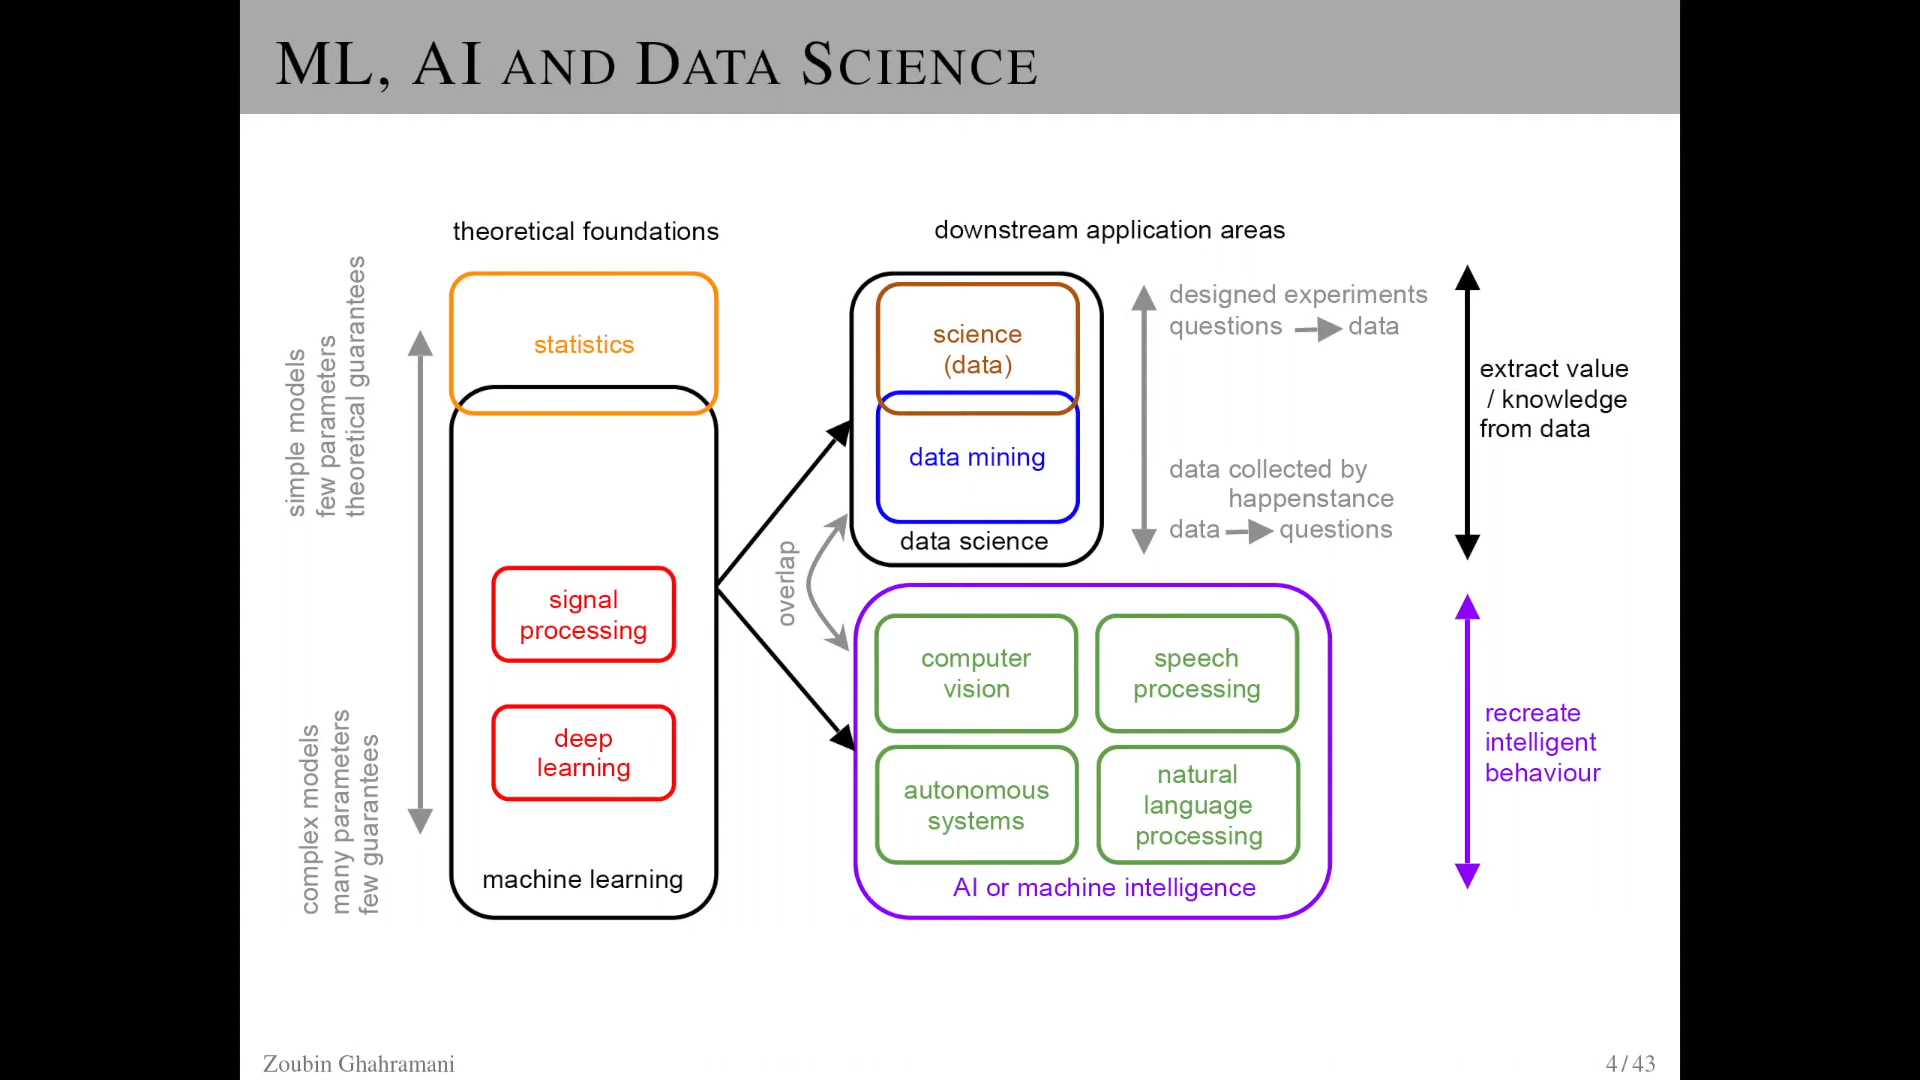 ML, AI AND DATA SCIENCE
theoretical foundations
downstream application areas
simple models
few parameters
theoretical guarantees
complex models
many parameters
few guarantees
statistics
signal
processing
deep
learning
machine learning
overlap
science
(data)
data mining
data science
designed experiments
questions data
data collected by
happenstance
data questions
extract value
/ knowledge
from data
computer
vision
speech
processing
autonomous
systems
natural
language
processing
AI or machine intelligence
recreate
intelligent
behaviour
Zoubin Ghahramani
4/43